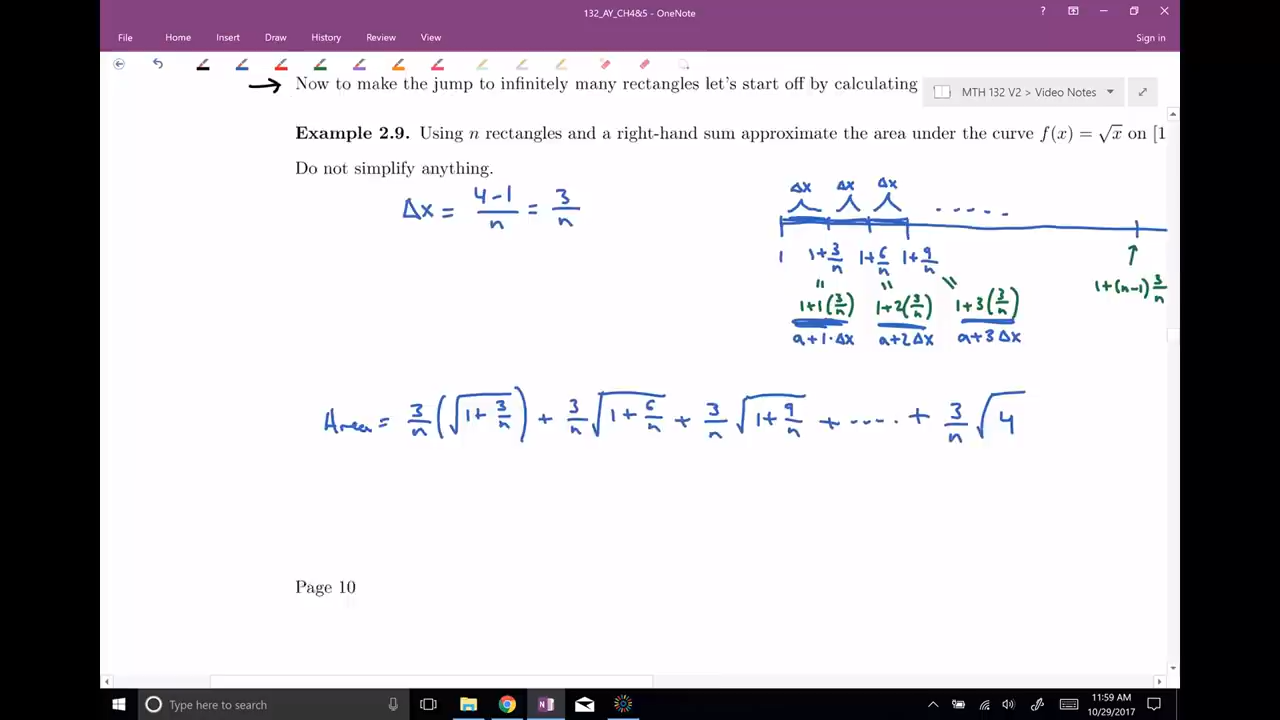 132_AY_CH4&5 - OneNote
?
File Home Insert Draw History Review View Sign in
Now to make the jump to infinitely many rectangles let's start off by calculating
MTH 132 V2 > Video Notes
Example 2.9. Using n rectangles and a right-hand sum approximate the area under the curve f(x) = √x on [1
Do not simplify anything.
Δx = (4-1)/n = 3/n
Δx Δx Δx .....
1 1+3/n 1+6/n 1+9/n
" " "
1+1(3/n) 1+2(3/n) 1+3(3/n) 1+(n-1)3/n
a+1·Δx a+2Δx a+3Δx
Area = 3/n(√(1+3/n)) + 3/n√(1+6/n) + 3/n√(1+9/n) + ..... + 3/n√4
Page 10
Type here to search
11:59 AM
10/29/2017